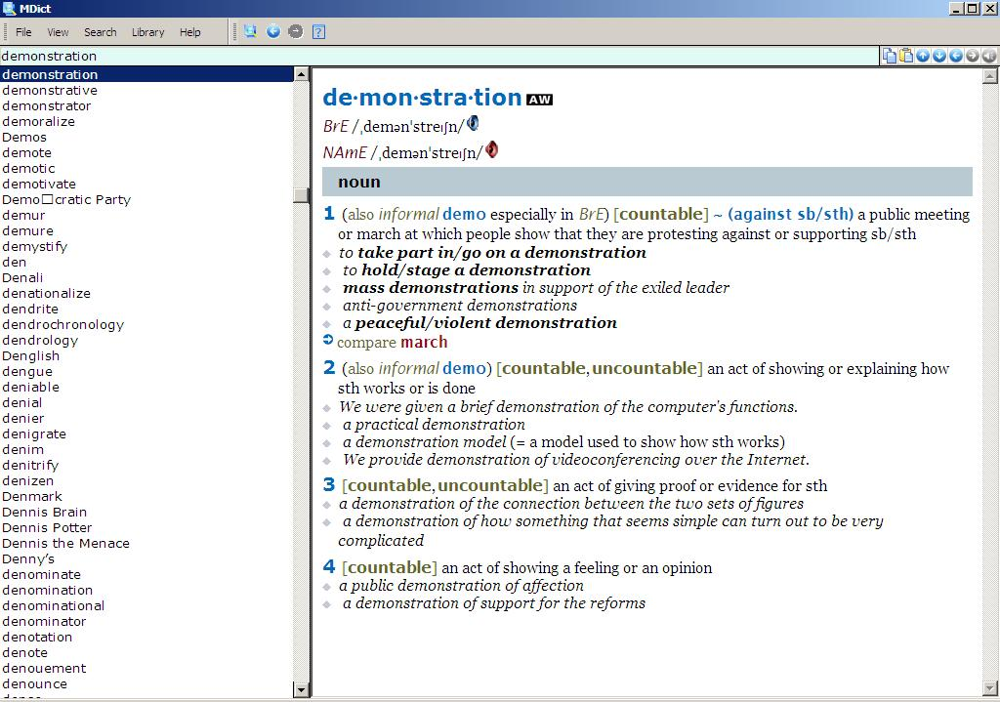 MDict
File View Search Library Help
demonstration
demonstration
demonstrative
demonstrator
demoralize
Demos
demote
demotic
demotivate
Demo□cratic Party
demur
demure
demystify
den
Denali
denationalize
dendrite
dendrochronology
dendrology
Denglish
dengue
deniable
denial
denier
denigrate
denim
denitrify
denizen
Denmark
Dennis Brain
Dennis Potter
Dennis the Menace
Denny's
denominate
denomination
denominational
denominator
denotation
denote
denouement
denounce
de·mon·stra·tion AW
BrE /ˌdemənˈstreɪʃn/
NAmE /ˌdemənˈstreɪʃn/
noun
1 (also informal demo especially in BrE) [countable] ~ (against sb/sth) a public meeting
or march at which people show that they are protesting against or supporting sb/sth
to take part in/go on a demonstration
to hold/stage a demonstration
mass demonstrations in support of the exiled leader
anti-government demonstrations
a peaceful/violent demonstration
compare march
2 (also informal demo) [countable, uncountable] an act of showing or explaining how
sth works or is done
We were given a brief demonstration of the computer's functions.
a practical demonstration
a demonstration model (= a model used to show how sth works)
We provide demonstration of videoconferencing over the Internet.
3 [countable, uncountable] an act of giving proof or evidence for sth
a demonstration of the connection between the two sets of figures
a demonstration of how something that seems simple can turn out to be very
complicated
4 [countable] an act of showing a feeling or an opinion
a public demonstration of affection
a demonstration of support for the reforms